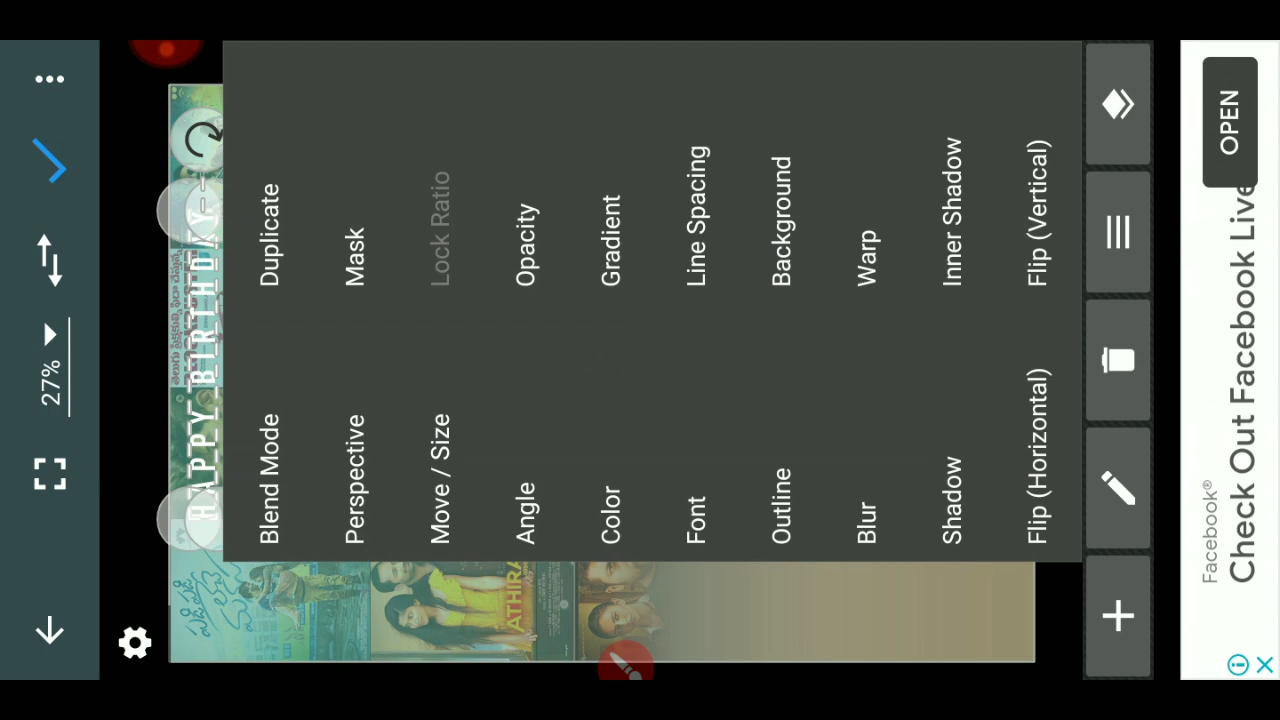 27%
HAPPY BIRTHDAY
Blend Mode Duplicate
Perspective Mask
Move / Size Lock Ratio
Angle Opacity
Color Gradient
Font Line Spacing
Outline Background
Blur Warp
Shadow Inner Shadow
Flip (Horizontal) Flip (Vertical)
ATHIRA
Facebook®
Check Out Facebook Live
OPEN